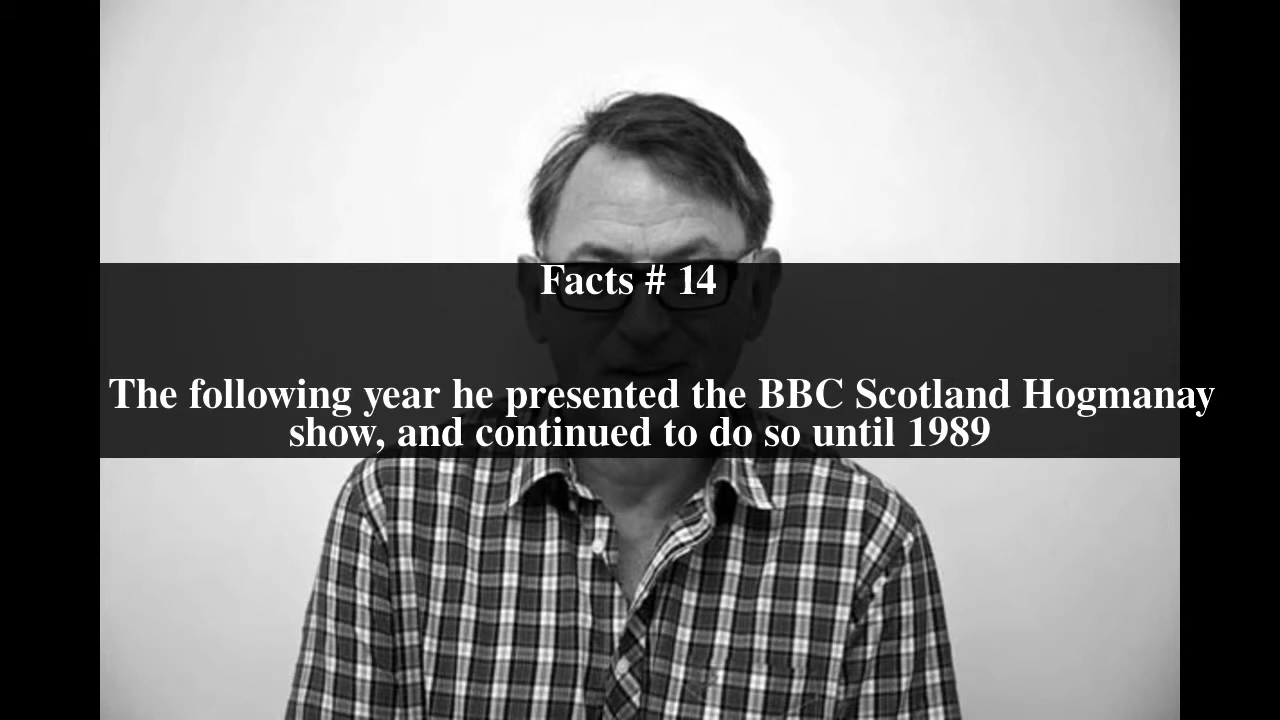 Facts # 14
The following year he presented the BBC Scotland Hogmanay
show, and continued to do so until 1989